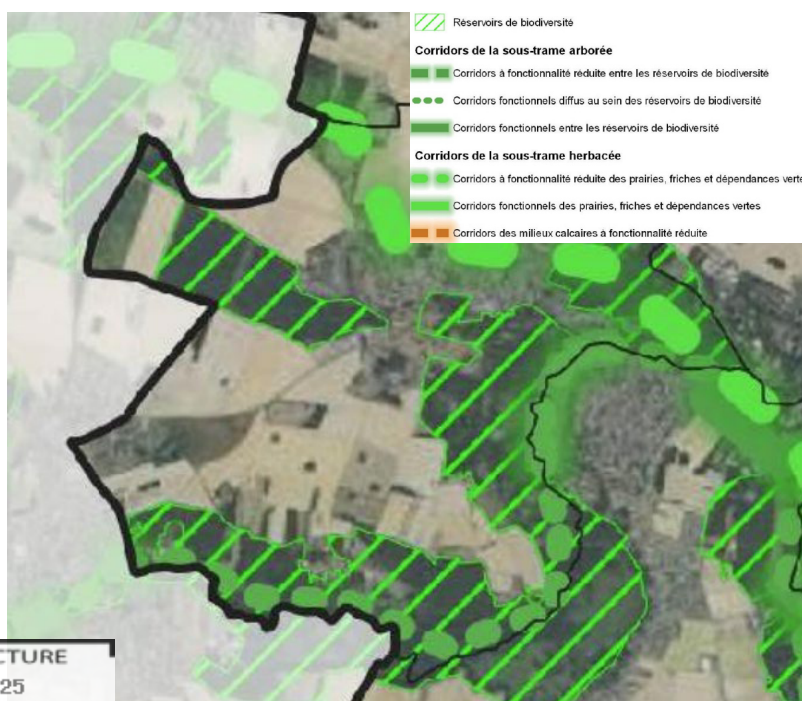 Réservoirs de biodiversité
Corridors de la sous-trame arborée
Corridors à fonctionnalité réduite entre les réservoirs de biodiversité
Corridors fonctionnels diffus au sein des réservoirs de biodiversité
Corridors fonctionnels entre les réservoirs de biodiversité
Corridors de la sous-trame herbacée
Corridors à fonctionnalité réduite des prairies, friches et dépendances verte
Corridors fonctionnels des prairies, friches et dépendances vertes
Corridors des milieux calcaires à fonctionnalité réduite
CTURE
25